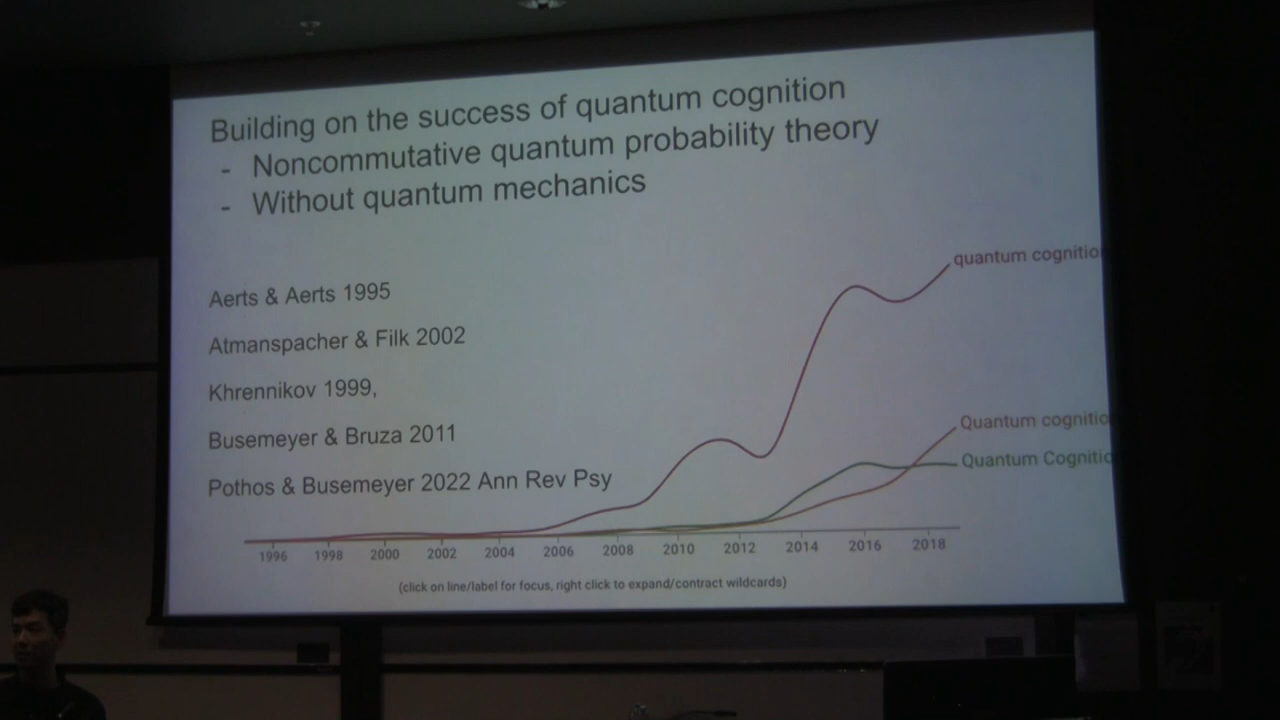 Building on the success of quantum cognition
- Noncommutative quantum probability theory
- Without quantum mechanics
Aerts & Aerts 1995
Atmanspacher & Filk 2002
Khrennikov 1999,
Busemeyer & Bruza 2011
Pothos & Busemeyer 2022 Ann Rev Psy
quantum cognitio
Quantum cognitio
Quantum Cognitic
1996 1998 2000 2002 2004 2006 2008 2010 2012 2014 2016 2018
(click on line/label for focus, right click to expand/contract wildcards)